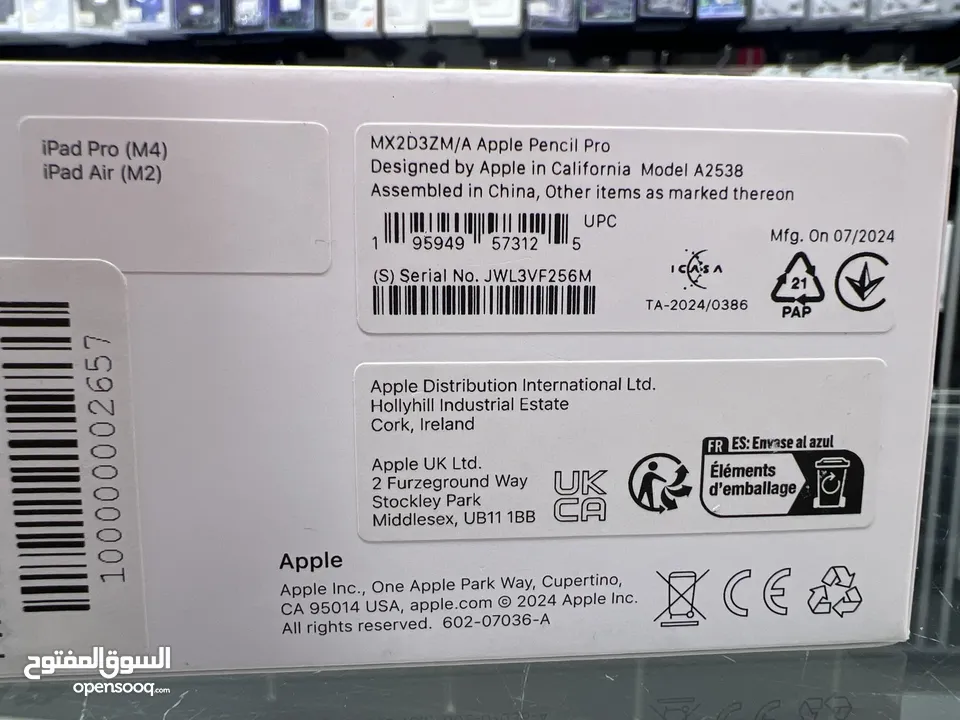 iPad Pro (M4)
iPad Air (M2)
MX2D3ZM/A Apple Pencil Pro
Designed by Apple in California Model A2538
Assembled in China, Other items as marked thereon
UPC
1 95949 57312 5
Mfg. On 07/2024
(S) Serial No. JWL3VF256M
ICASA
TA-2024/0386
21
PAP
1000000002657
Apple Distribution International Ltd.
Hollyhill Industrial Estate
Cork, Ireland
Apple UK Ltd.
2 Furzeground Way
Stockley Park
Middlesex, UB11 1BB
UK
CA
FR ES: Envase al azul
Éléments
d'emballage
Apple
Apple Inc., One Apple Park Way, Cupertino,
CA 95014 USA, apple.com © 2024 Apple Inc.
All rights reserved. 602-07036-A
CE
السوق المفتوح
opensooq.com